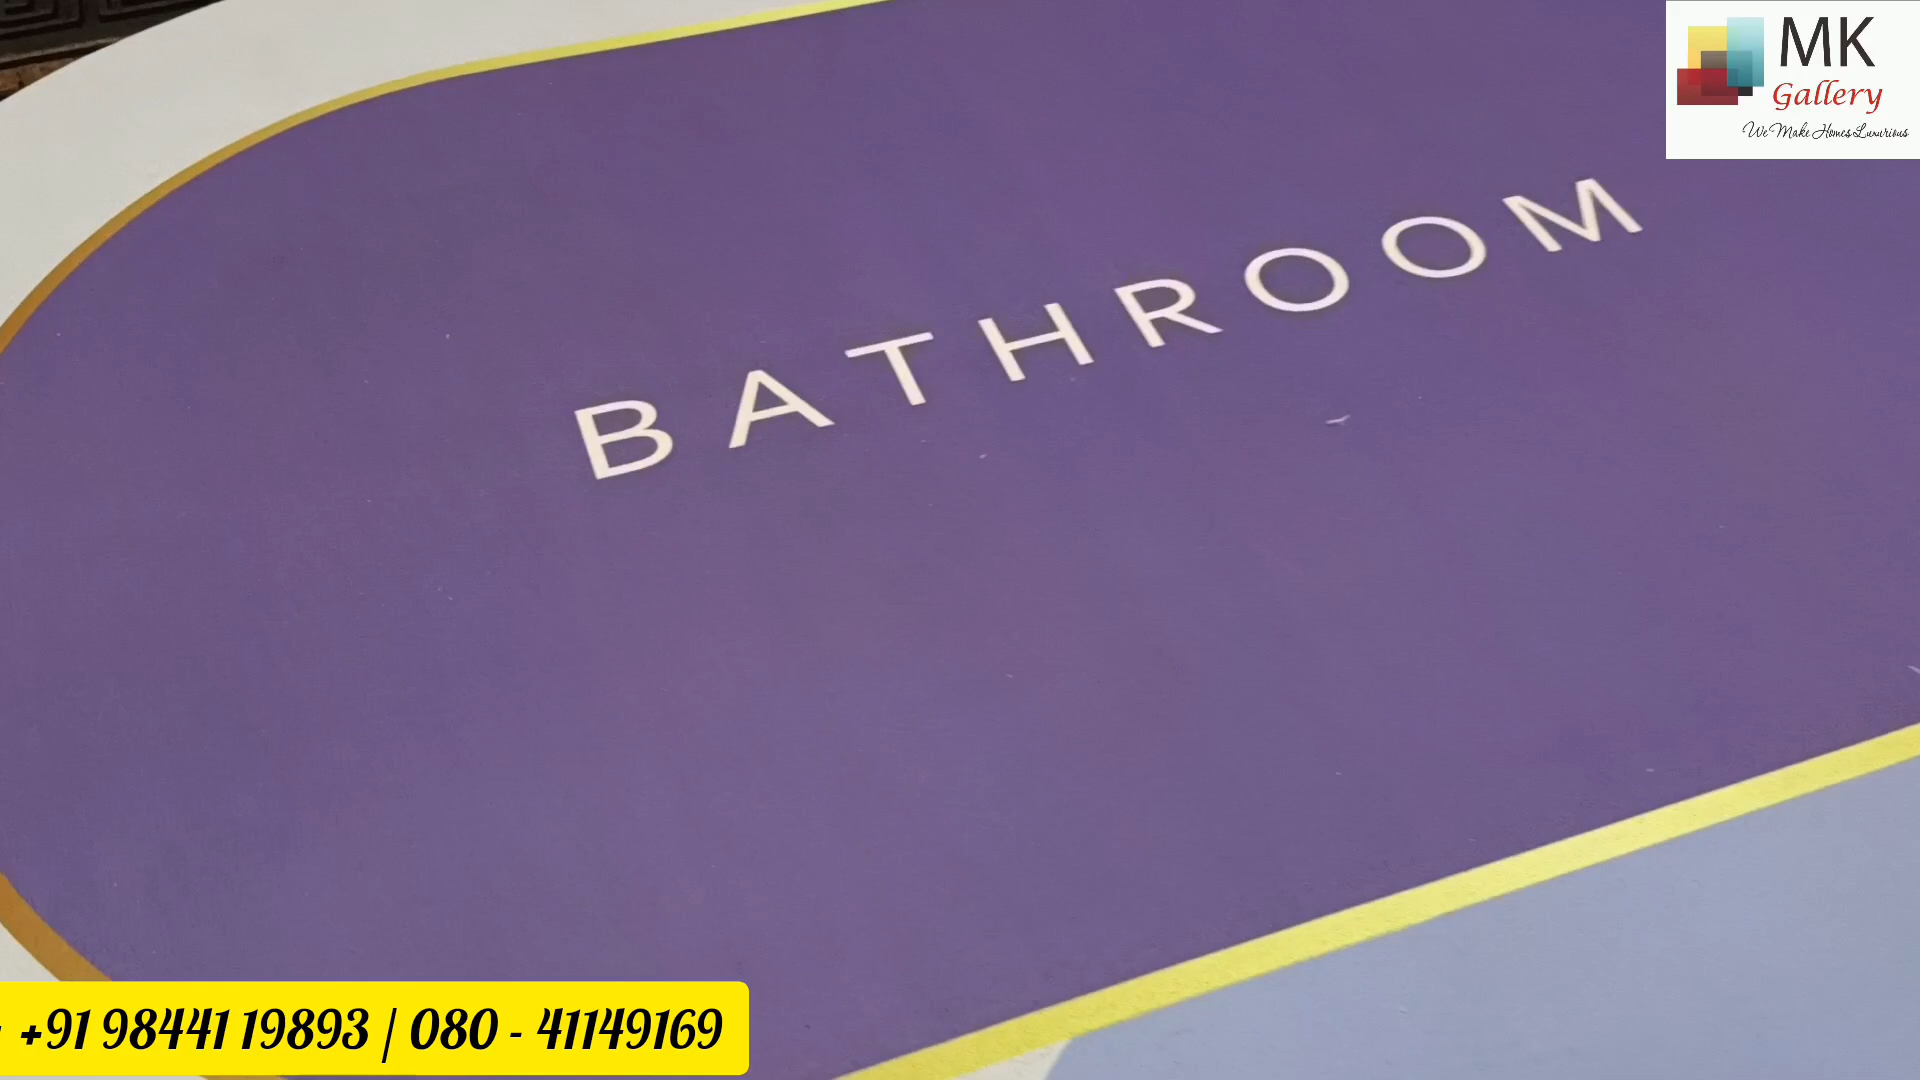 MK
Gallery
We Make Homes Luxurious
BATHROOM
+91 98441 19893 / 080 - 41149169